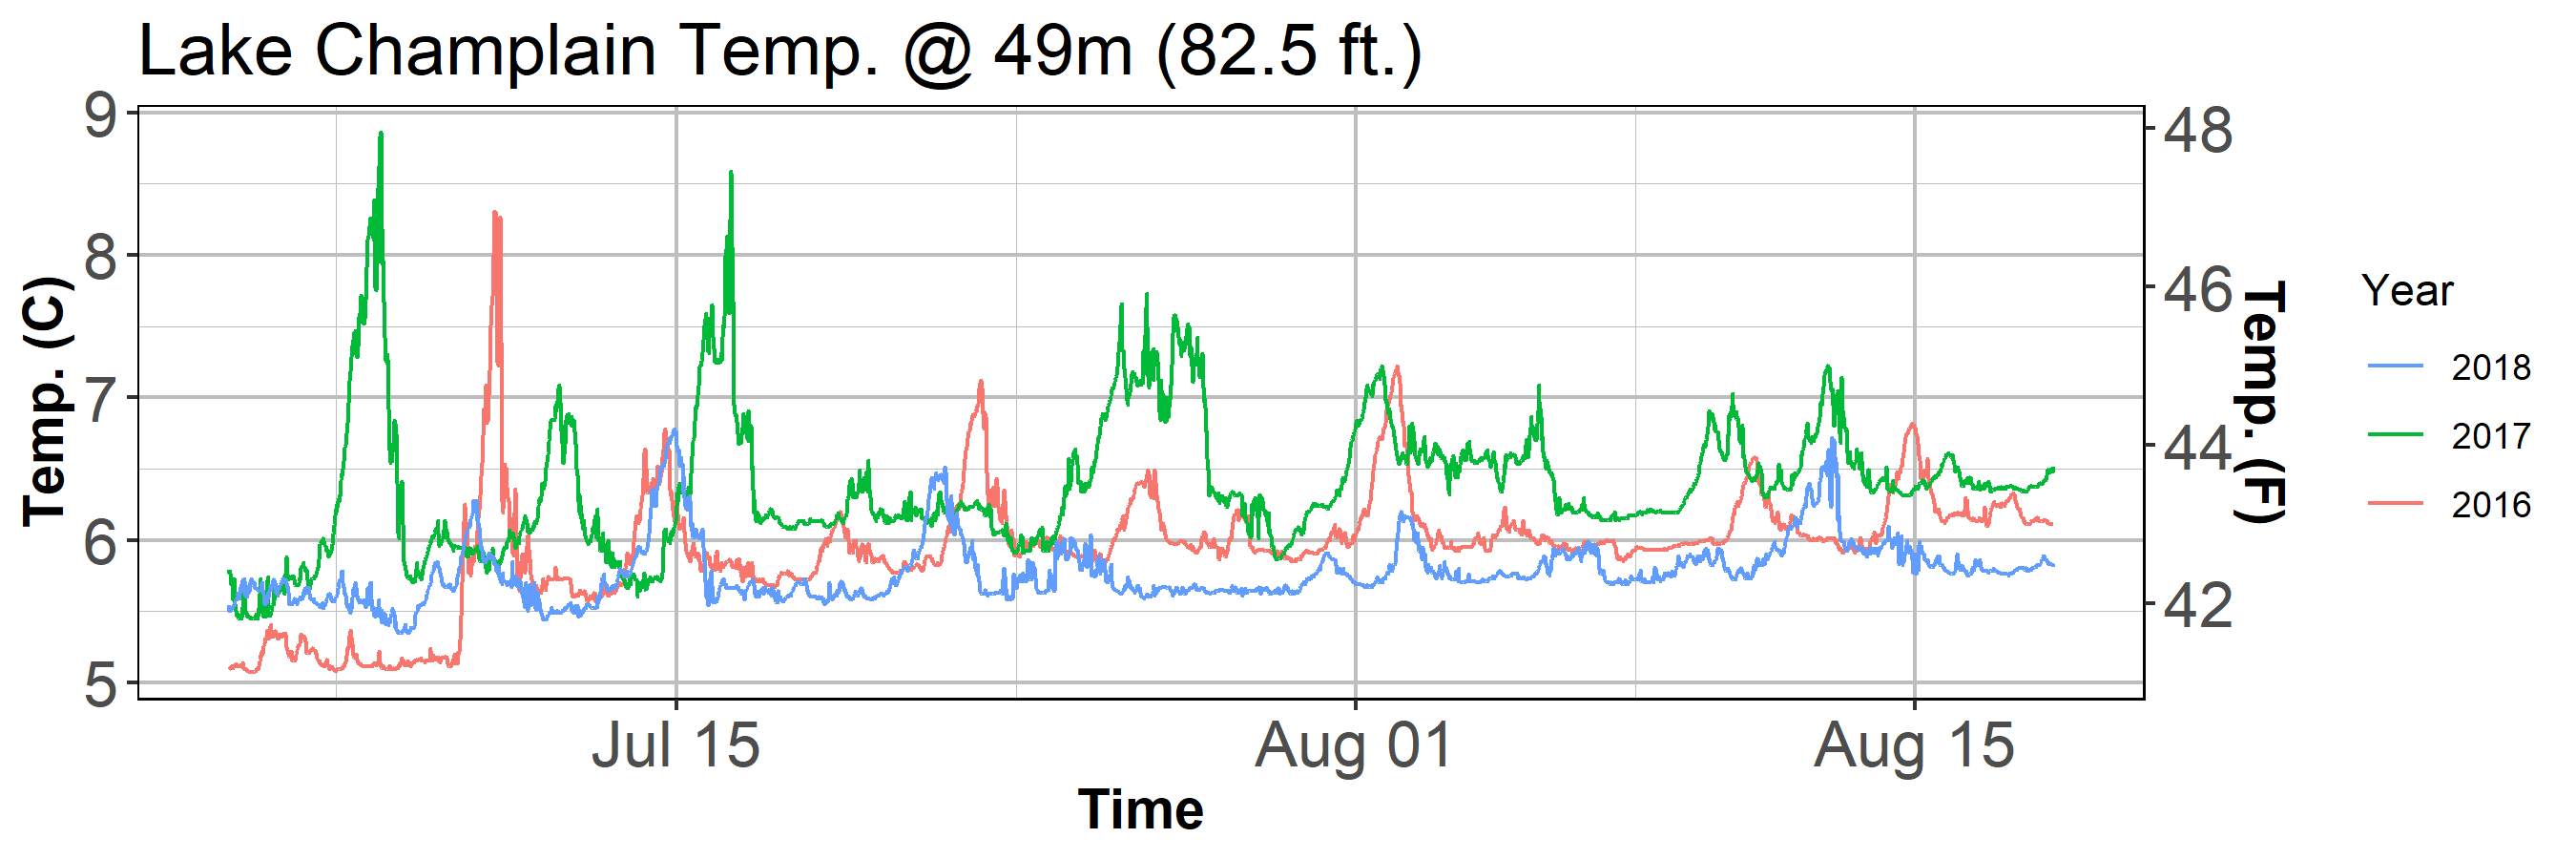 Lake Champlain Temp. @ 49m (82.5 ft.)
9
8
7
6
5
Temp. (C)
48
46
44
42
Temp. (F)
Jul 15
Aug 01
Aug 15
Time
Year
2018
2017
2016